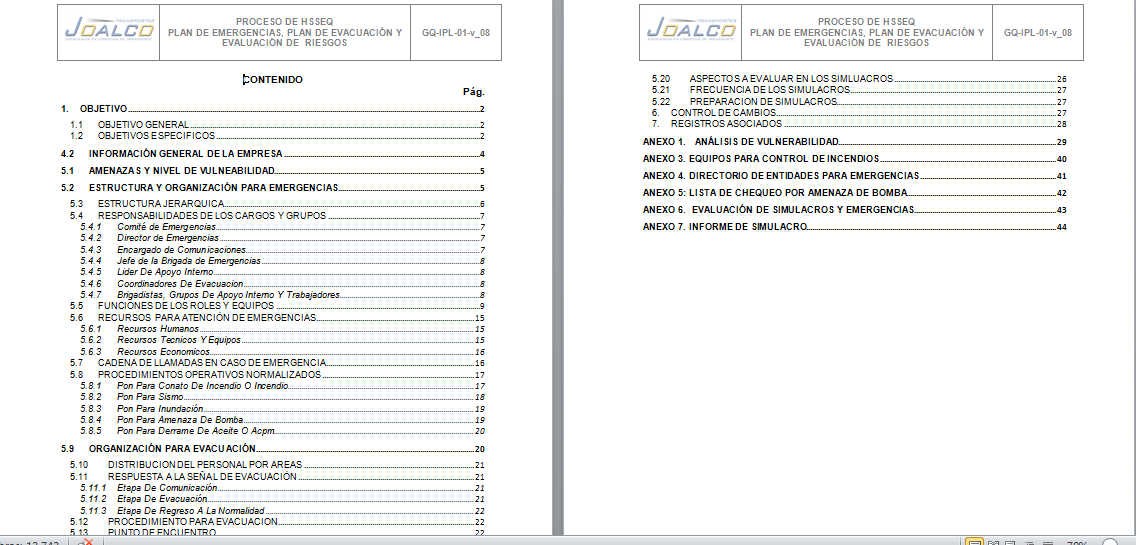 TRANSPORTES
JOALCO
PROCESO DE HSSEQ
PLAN DE EMERGENCIAS, PLAN DE EVACUACIÓN Y
EVALUACIÓN DE RIESGOS
GQ-IPL-01-v_08
CONTENIDO
Pág.
1. OBJETIVO 2
1.1 OBJETIVO GENERAL 2
1.2 OBJETIVOS ESPECIFICOS 2
4.2 INFORMACIÓN GENERAL DE LA EMPRESA 4
5.1 AMENAZAS Y NIVEL DE VULNEABILIDAD 5
5.2 ESTRUCTURA Y ORGANIZACIÓN PARA EMERGENCIAS 5
5.3 ESTRUCTURA JERARQUICA 6
5.4 RESPONSABILIDADES DE LOS CARGOS Y GRUPOS 7
5.4.1 Comité de Emergencias 7
5.4.2 Director de Emergencias 7
5.4.3 Encargado de Comunicaciones 7
5.4.4 Jefe de la Brigada de Emergencias 8
5.4.5 Lider De Apoyo Interno 8
5.4.6 Coordinadores De Evacuacion 8
5.4.7 Brigadistas, Grupos De Apoyo Interno Y Trabajadores 8
5.5 FUNCIONES DE LOS ROLES Y EQUIPOS 9
5.6 RECURSOS PARA ATENCIÓN DE EMERGENCIAS 15
5.6.1 Recursos Humanos 15
5.6.2 Recursos Tecnicos Y Equipos 15
5.6.3 Recursos Economicos 16
5.7 CADENA DE LLAMADAS EN CASO DE EMERGENCIA 16
5.8 PROCEDIMIENTOS OPERATIVOS NORMALIZADOS 17
5.8.1 Pon Para Conato De Incendio O Incendio 17
5.8.2 Pon Para Sismo 18
5.8.3 Pon Para Inundación 19
5.8.4 Pon Para Amenaza De Bomba 19
5.8.5 Pon Para Derrame De Aceite O Acpm 20
5.9 ORGANIZACIÓN PARA EVACUACIÓN 20
5.10 DISTRIBUCION DEL PERSONAL POR AREAS 21
5.11 RESPUESTA A LA SEÑAL DE EVACUACIÓN 21
5.11.1 Etapa De Comunicación 21
5.11.2 Etapa De Evacuación 21
5.11.3 Etapa De Regreso A La Normalidad 22
5.12 PROCEDIMIENTO PARA EVACUACION 22
5.13 PUNTO DE ENCUENTRO 22
TRANSPORTES
JOALCO
PROCESO DE HSSEQ
PLAN DE EMERGENCIAS, PLAN DE EVACUACIÓN Y
EVALUACIÓN DE RIESGOS
GQ-IPL-01-v_08
5.20 ASPECTOS A EVALUAR EN LOS SIMLUACROS 26
5.21 FRECUENCIA DE LOS SIMULACROS 27
5.22 PREPARACION DE SIMULACROS 27
6. CONTROL DE CAMBIOS 27
7. REGISTROS ASOCIADOS 28
ANEXO 1. ANÁLISIS DE VULNERABILIDAD 29
ANEXO 3. EQUIPOS PARA CONTROL DE INCENDIOS 40
ANEXO 4. DIRECTORIO DE ENTIDADES PARA EMERGENCIAS 41
ANEXO 5: LISTA DE CHEQUEO POR AMENAZA DE BOMBA 42
ANEXO 6. EVALUACIÓN DE SIMULACROS Y EMERGENCIAS 43
ANEXO 7. INFORME DE SIMULACRO 44